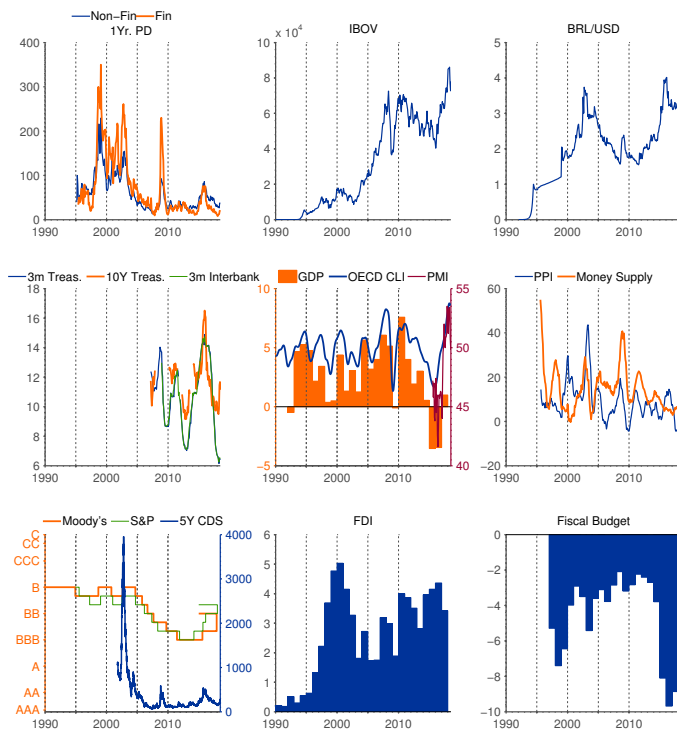 Non-Fin Fin
1Yr. PD
400
300
200
100
0
1990 2000 2010
x 10^4 IBOV
10
8
6
4
2
0
1990 2000 2010
BRL/USD
5
4
3
2
1
0
1990 2000 2010
3m Treas. 10Y Treas. 3m Interbank
18
16
14
12
10
8
6
1990 2000 2010
GDP OECD CLI PMI
10 55
5 50
0 45
−5 40
1990 2000 2010
PPI Money Supply
60
40
20
0
−20
1990 2000 2010
Moody's S&P 5Y CDS
C 4000
CC
CCC
3000
B
2000
BB
BBB
1000
A
AA
AAA 0
1990 2000 2010
FDI
6
5
4
3
2
1
0
1990 2000 2010
Fiscal Budget
0
−2
−4
−6
−8
−10
1990 2000 2010